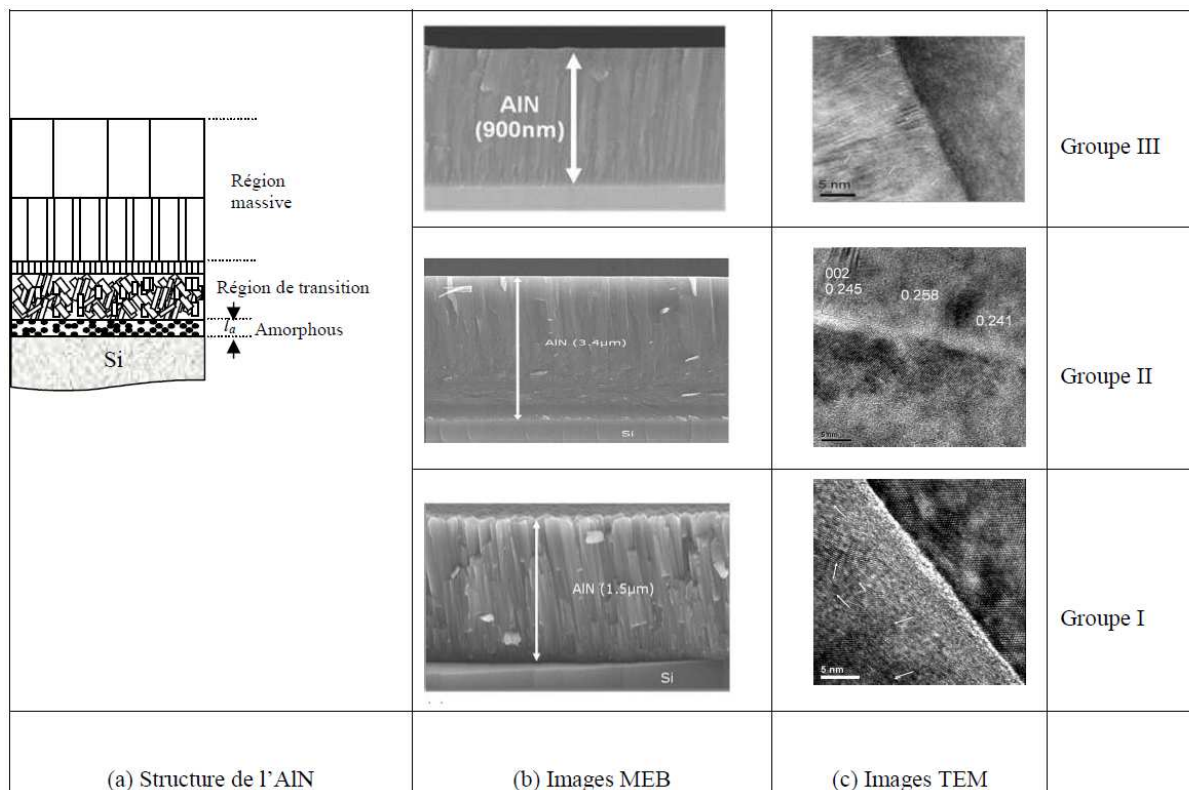 AlN
(900nm)
5 nm
Groupe III
Région
massive
Région de transition
la
Amorphous
Si
AlN (3,4μm)
Si
002
0.245
0.258
0.241
5 nm
Groupe II
AlN (1.5μm)
Si
5 nm
Groupe I
(a) Structure de l’AlN
(b) Images MEB
(c) Images TEM